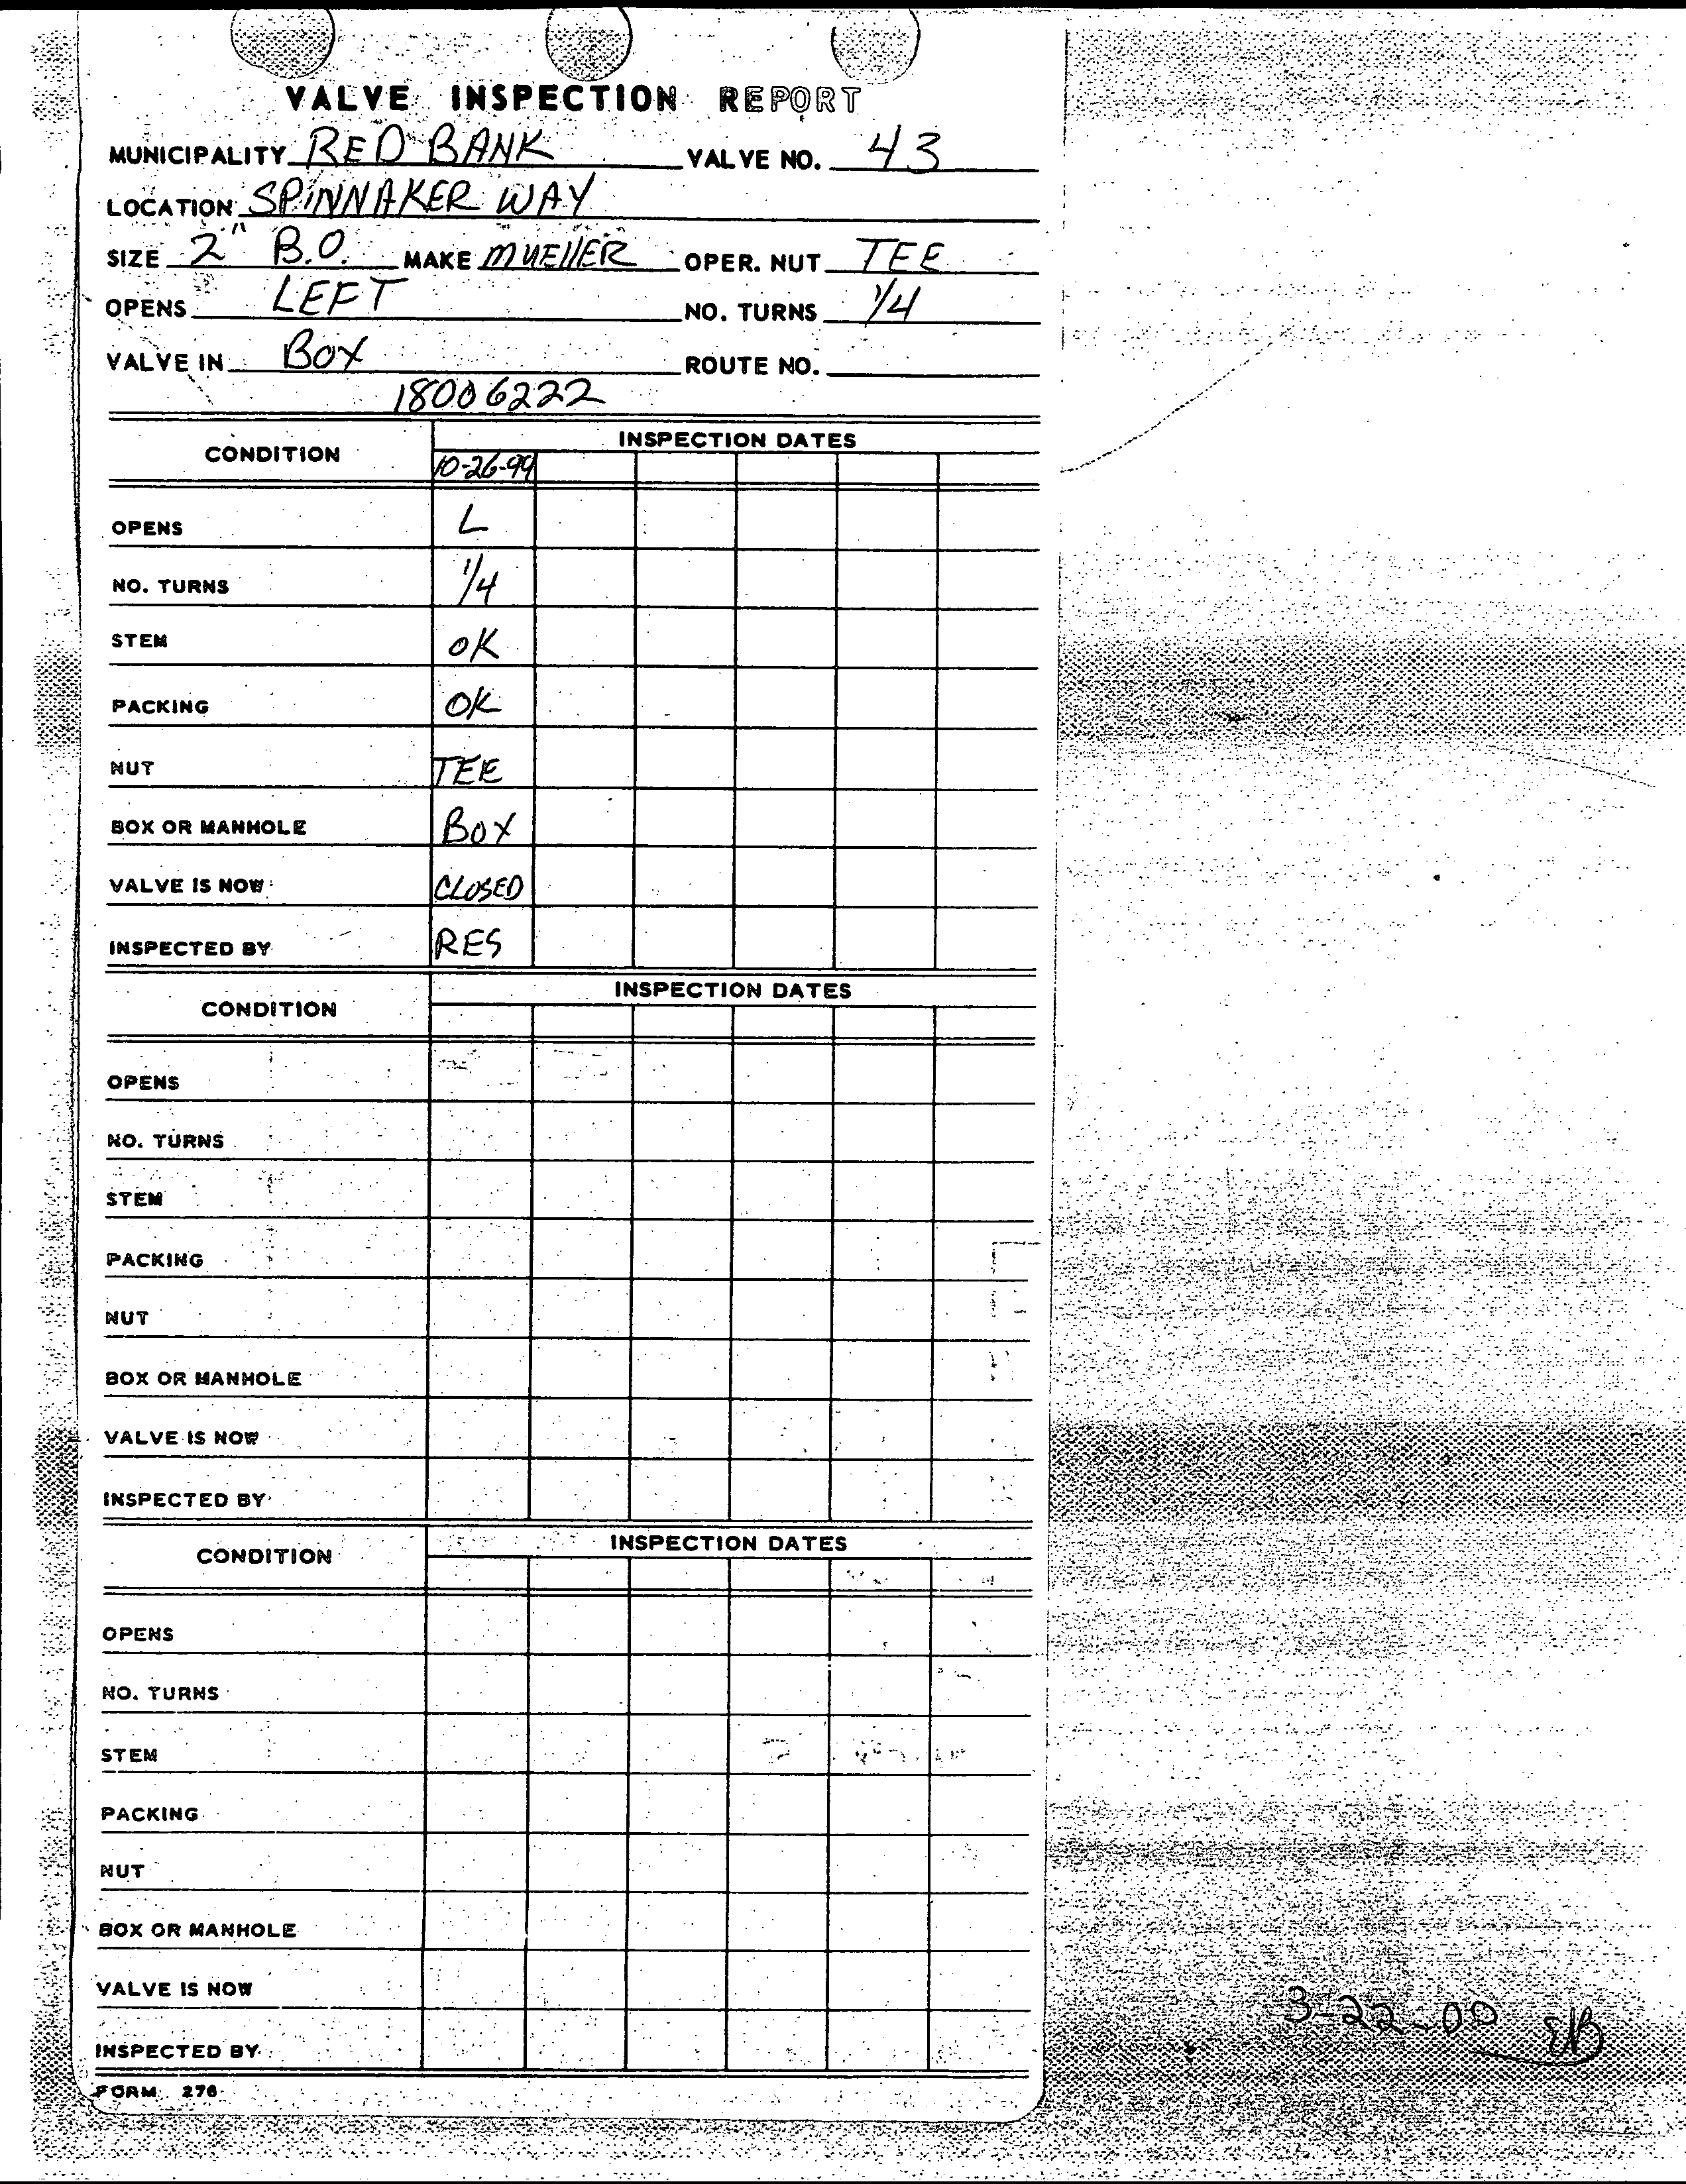 VALVE INSPECTION REPORT
MUNICIPALITY RED BANK VALVE NO. 43
LOCATION SPINNAKER WAY
SIZE 2" B.O. MAKE MUELLER OPER. NUT TEE
OPENS LEFT NO. TURNS 1/4
VALVE IN BOX ROUTE NO.
18006222
CONDITION INSPECTION DATES
10-26-99
OPENS L
NO. TURNS 1/4
STEM OK
PACKING OK
NUT TEE
BOX OR MANHOLE BOX
VALVE IS NOW CLOSED
INSPECTED BY RES
CONDITION INSPECTION DATES
OPENS
NO. TURNS
STEM
PACKING
NUT
BOX OR MANHOLE
VALVE IS NOW
INSPECTED BY
CONDITION INSPECTION DATES
OPENS
NO. TURNS
STEM
PACKING
NUT
BOX OR MANHOLE
VALVE IS NOW
INSPECTED BY
FORM 276
3-22-00